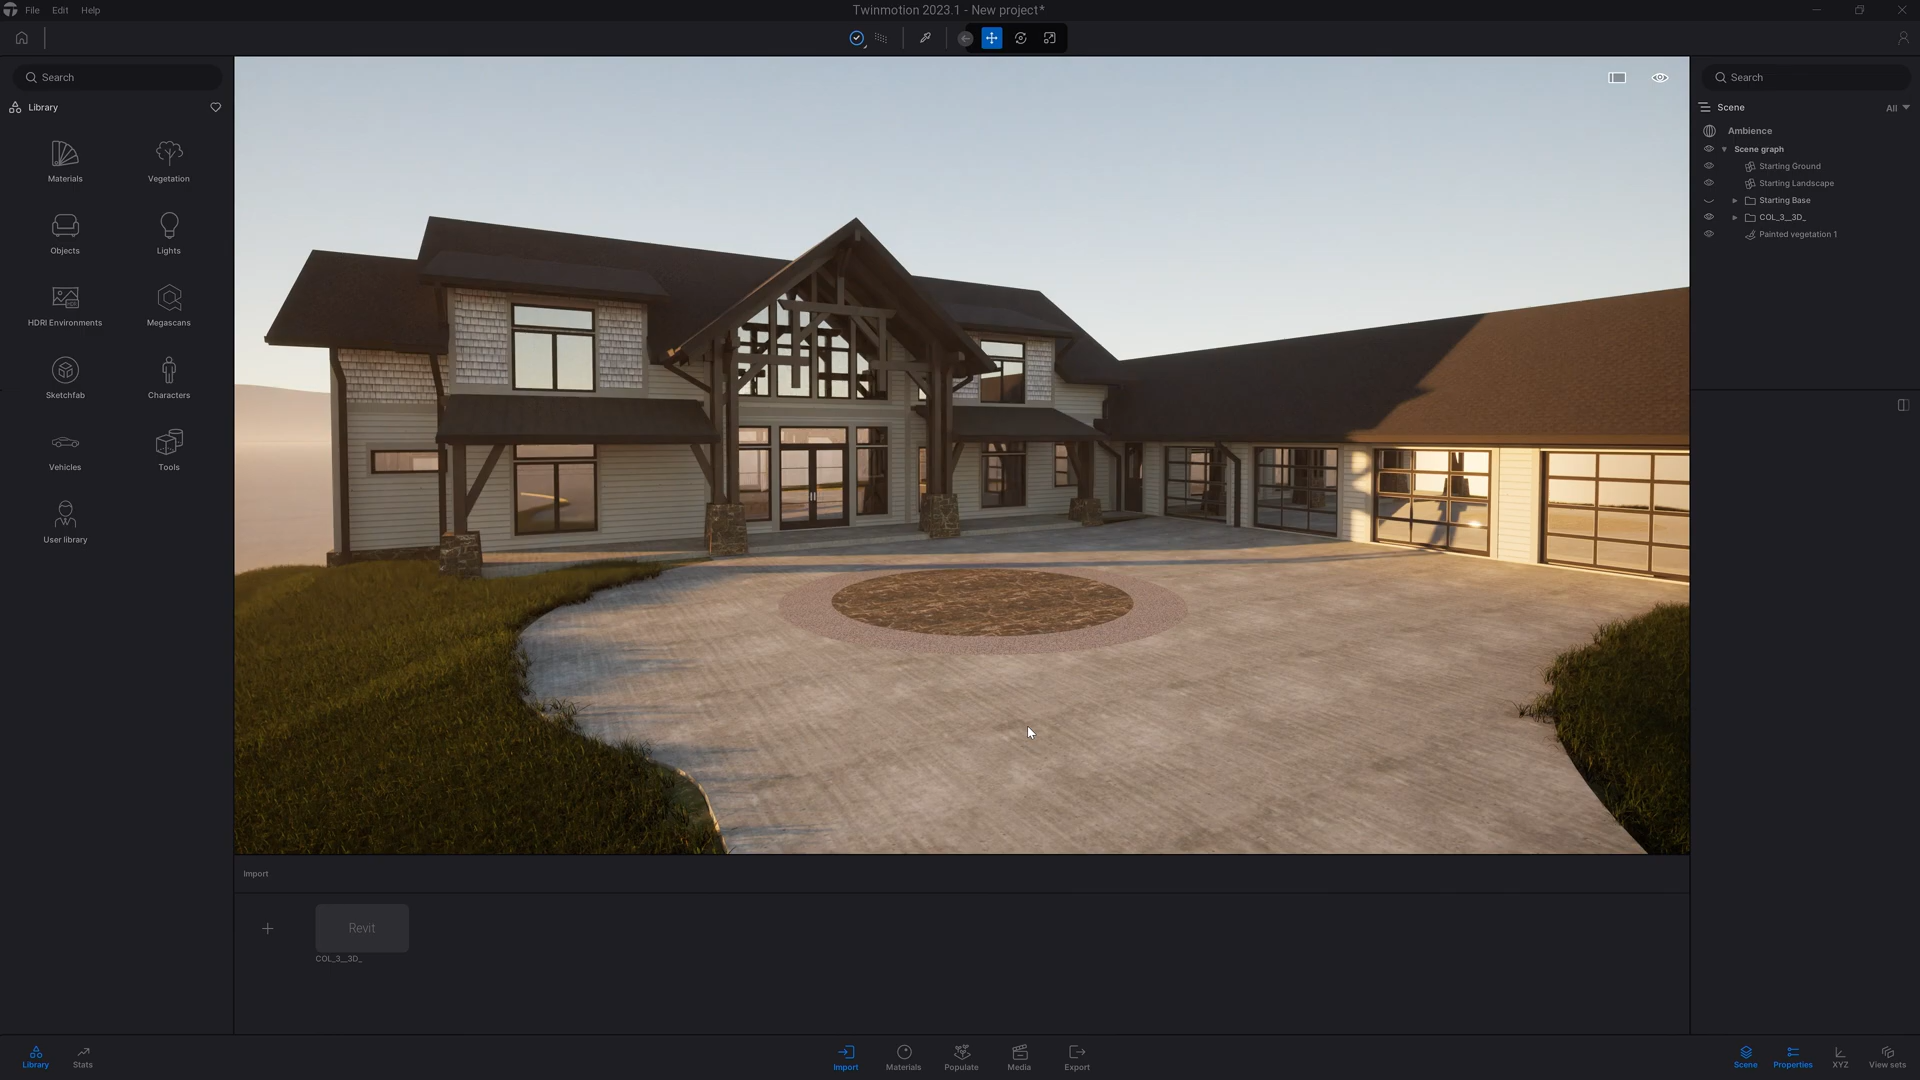 File Edit Help
Twinmotion 2023.1 - New project*
Search
Library
Materials
Vegetation
Objects
Lights
HDRI Environments
Megascans
Sketchfab
Characters
Vehicles
Tools
User library
Search
Scene
All
Ambience
Scene graph
Starting Ground
Starting Landscape
Starting Base
COL_3__3D_
Painted vegetation 1
Import
Revit
COL_3__3D_
Library
Stats
Import
Materials
Populate
Media
Export
Scene
Properties
XYZ
View sets